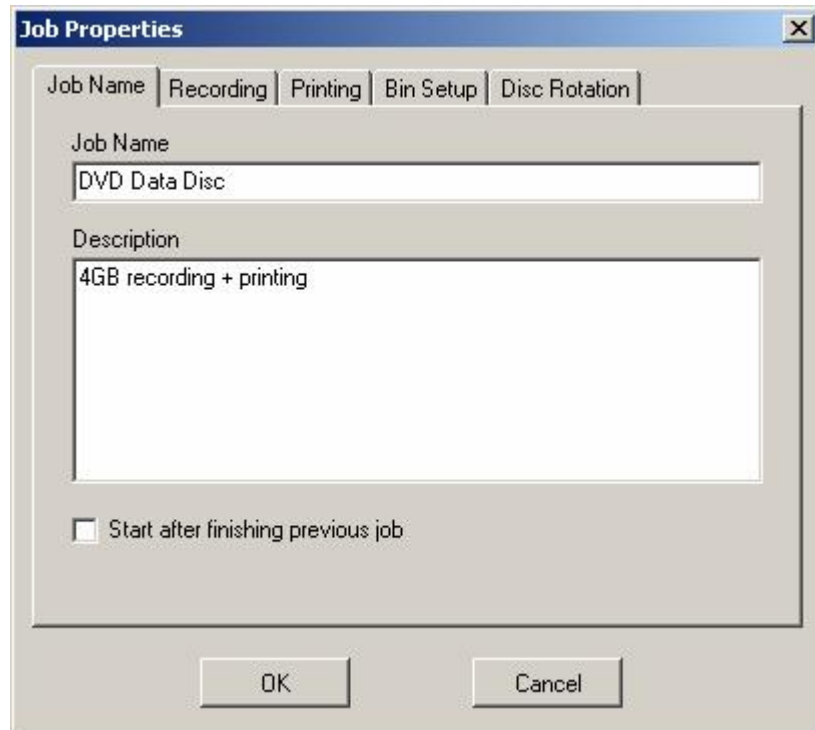 Job Properties
Job Name Recording Printing Bin Setup Disc Rotation
Job Name
DVD Data Disc
Description
4GB recording + printing
Start after finishing previous job
OK Cancel